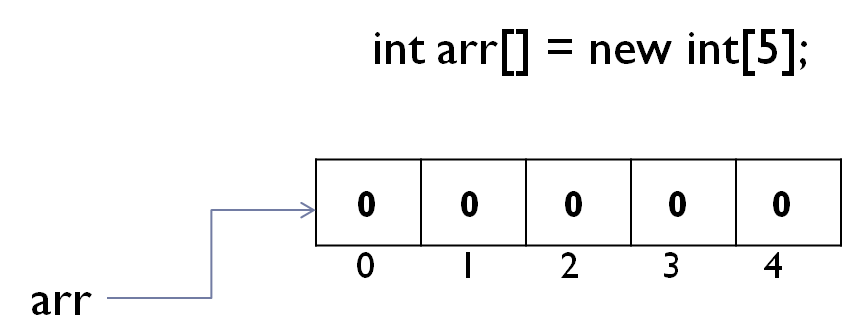 int arr[] = new int[5];
0 0 0 0 0
0 1 2 3 4
arr